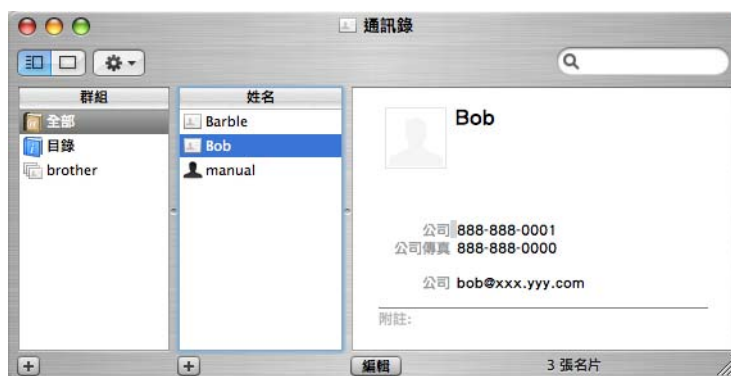 通訊錄
群組
全部
目錄
brother
姓名
Barble
Bob
manual
Bob
公司 888-888-0001
公司傳真 888-888-0000
公司 bob@xxx.yyy.com
附註:
編輯
3 張名片